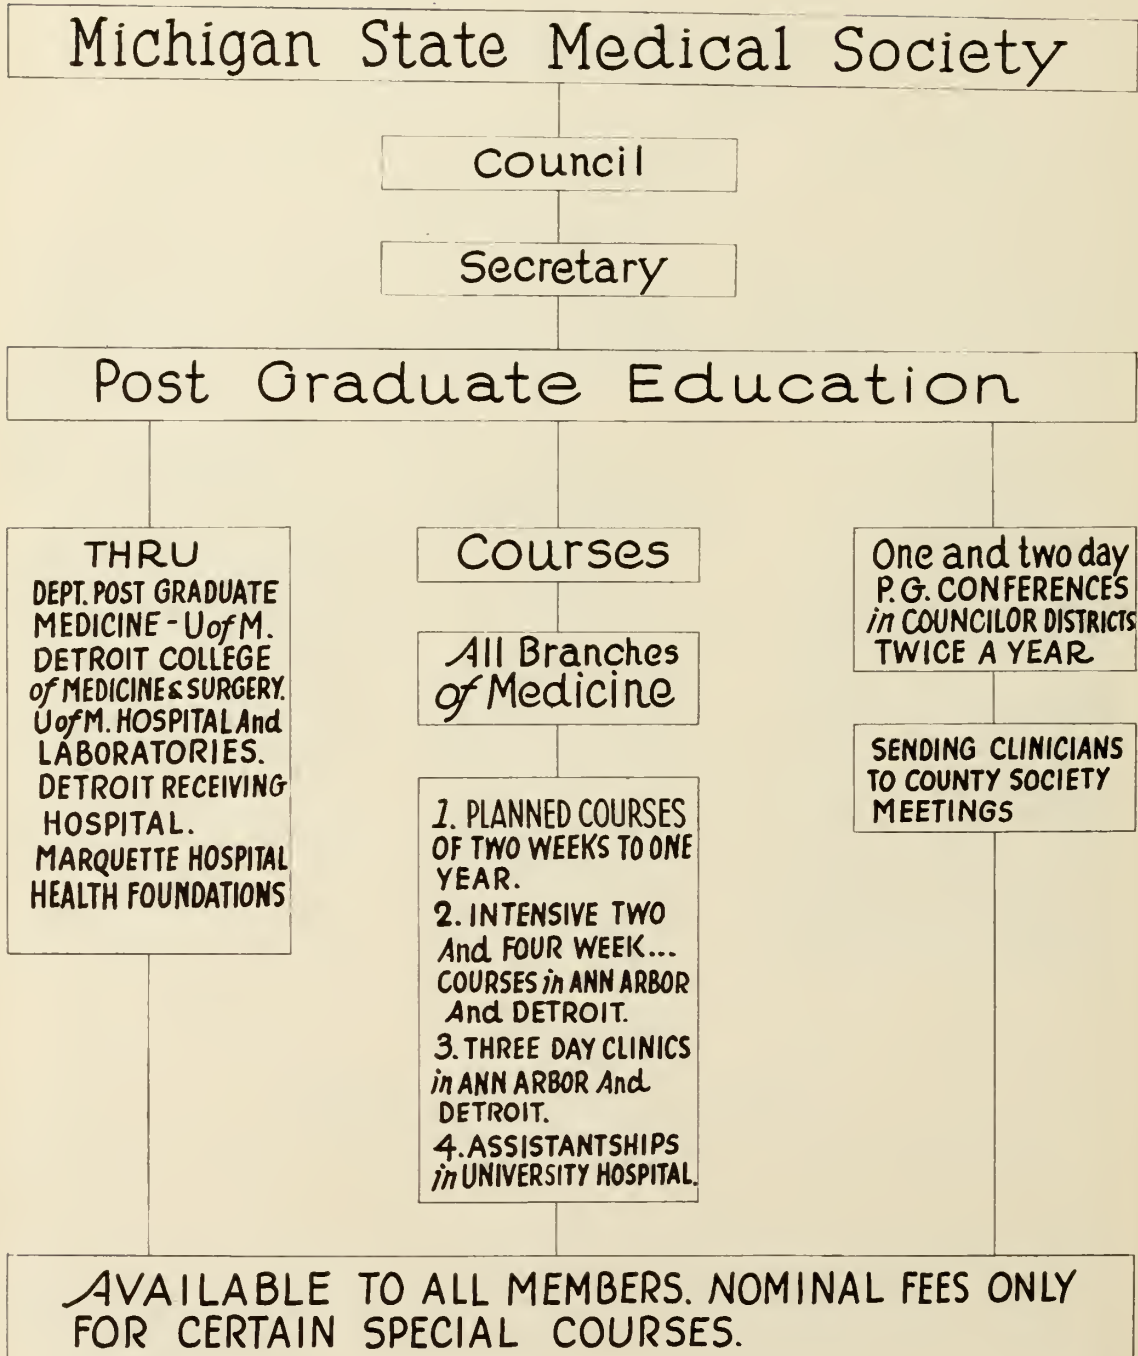 Michigan State Medical Society
Council
Secretary
Post Graduate Education
THRU
DEPT. POST GRADUATE
MEDICINE - U of M.
DETROIT COLLEGE
of MEDICINE & SURGERY.
U of M. HOSPITAL And
LABORATORIES.
DETROIT RECEIVING
HOSPITAL.
MARQUETTE HOSPITAL
HEALTH FOUNDATIONS
Courses
All Branches
of Medicine
1. PLANNED COURSES
OF TWO WEEKS TO ONE
YEAR.
2. INTENSIVE TWO
And FOUR WEEK...
COURSES in ANN ARBOR
And DETROIT.
3. THREE DAY CLINICS
in ANN ARBOR And
DETROIT.
4. ASSISTANTSHIPS
in UNIVERSITY HOSPITAL.
One and two day
P. G. CONFERENCES
in COUNCILOR DISTRICTS
TWICE A YEAR
SENDING CLINICIANS
TO COUNTY SOCIETY
MEETINGS
AVAILABLE TO ALL MEMBERS. NOMINAL FEES ONLY
FOR CERTAIN SPECIAL COURSES.